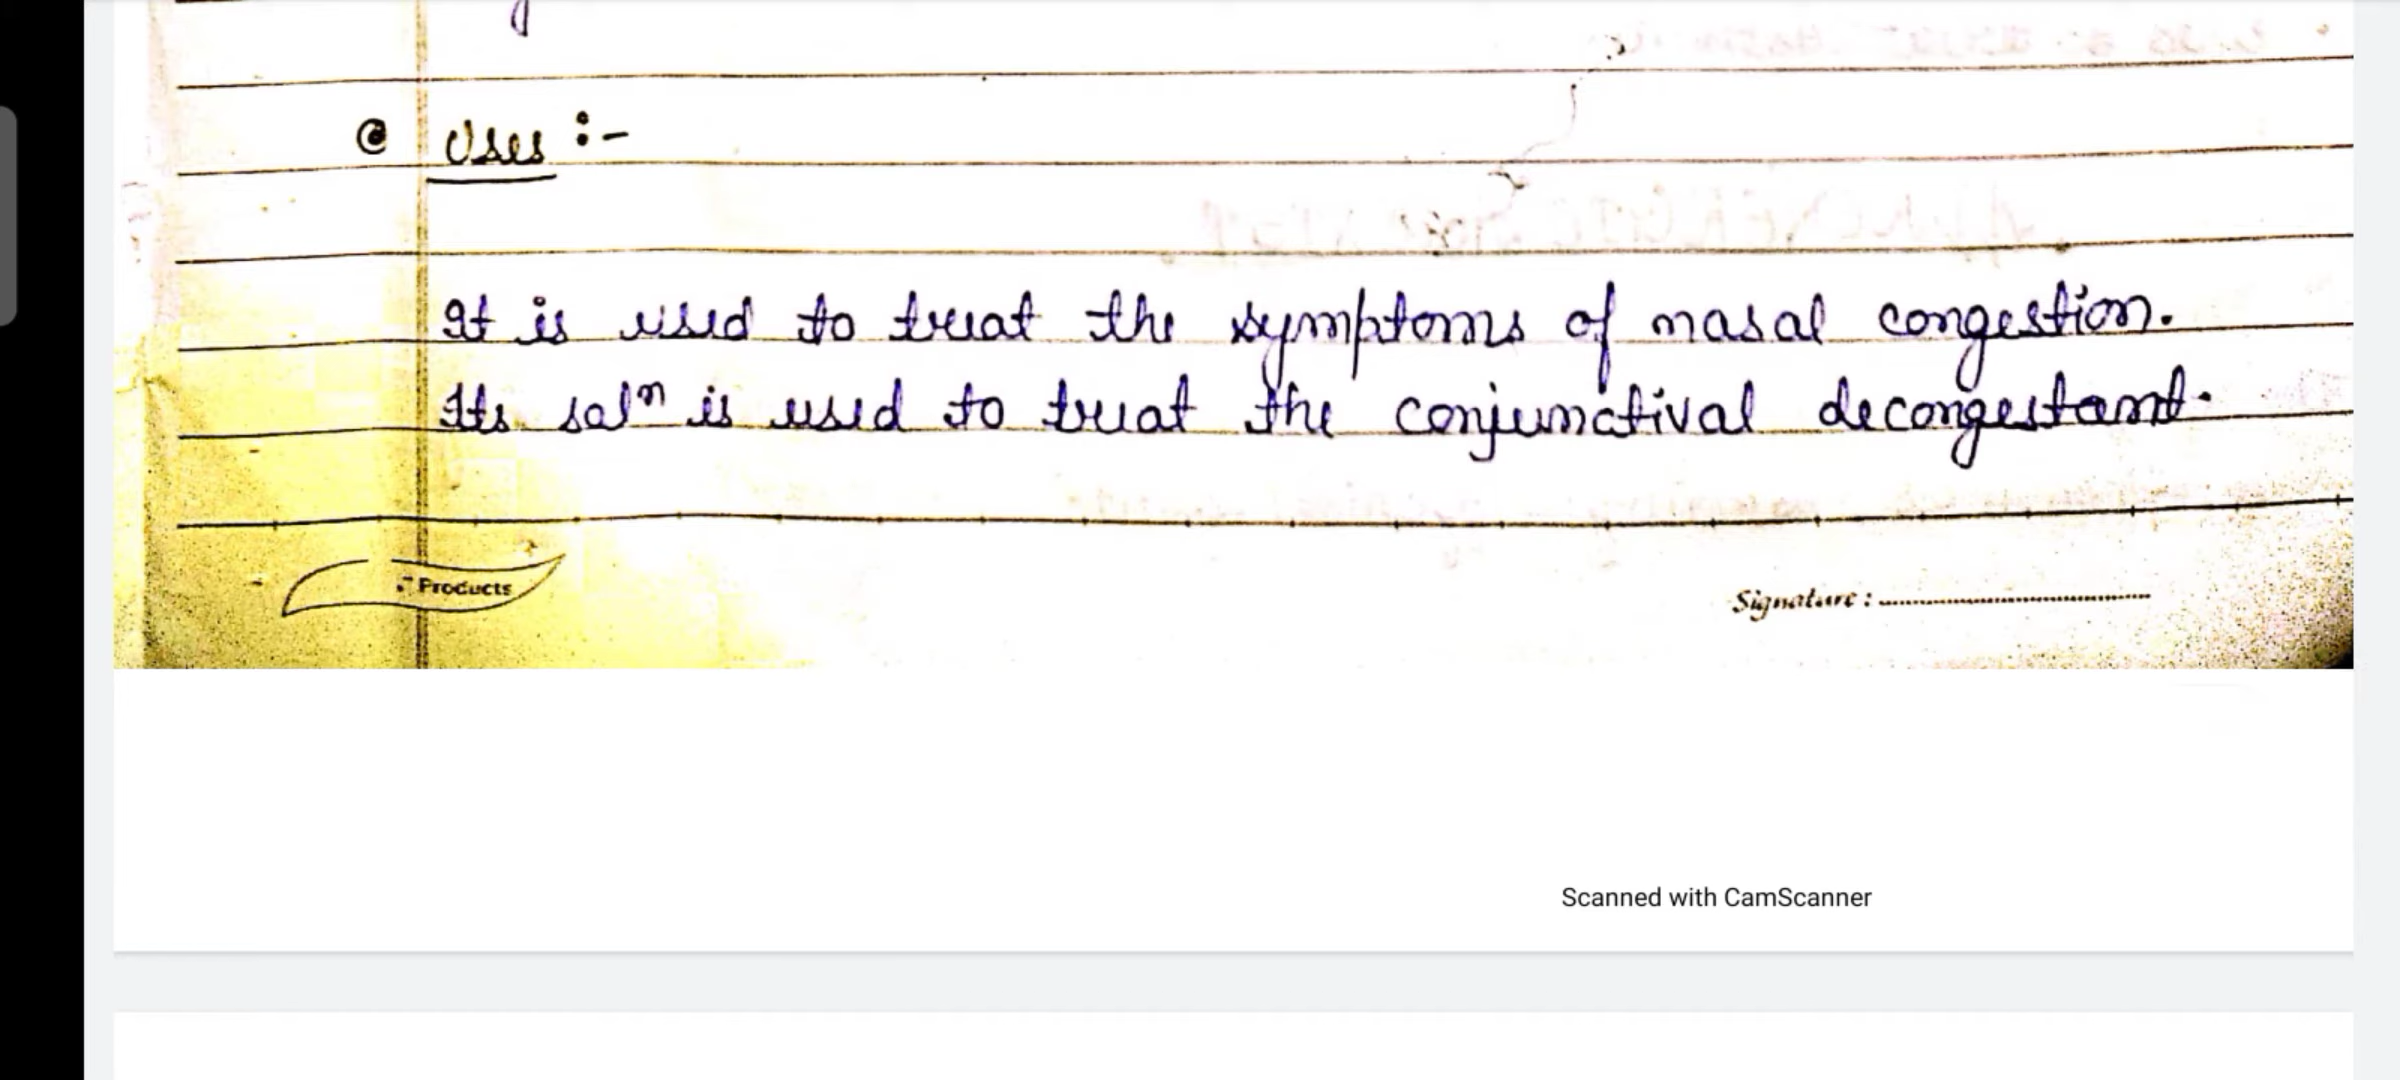 Uses :-
It is used to treat the symptoms of nasal congestion.
Its solⁿ is used to treat the conjunctival decongestant.
Products
Signature :
Scanned with CamScanner